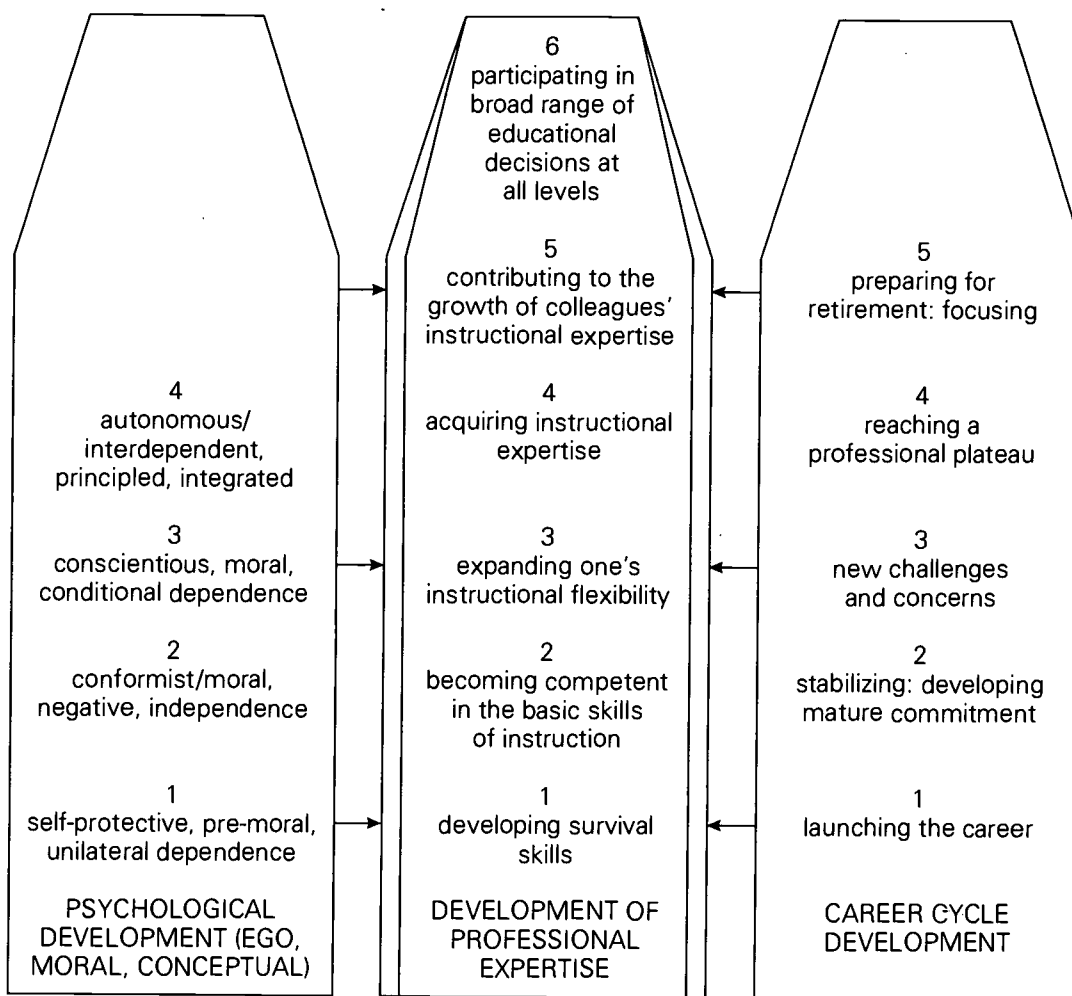 6
participating in
broad range of
educational
decisions at
all levels
5
contributing to the
growth of colleagues'
instructional expertise
5
preparing for
retirement: focusing
4
autonomous/
interdependent,
principled, integrated
4
acquiring instructional
expertise
4
reaching a
professional plateau
3
conscientious, moral,
conditional dependence
3
expanding one's
instructional flexibility
3
new challenges
and concerns
2
conformist/moral,
negative, independence
2
becoming competent
in the basic skills
of instruction
2
stabilizing: developing
mature commitment
1
self-protective, pre-moral,
unilateral dependence
1
developing survival
skills
1
launching the career
PSYCHOLOGICAL
DEVELOPMENT (EGO,
MORAL, CONCEPTUAL)
DEVELOPMENT OF
PROFESSIONAL
EXPERTISE
CAREER CYCLE
DEVELOPMENT